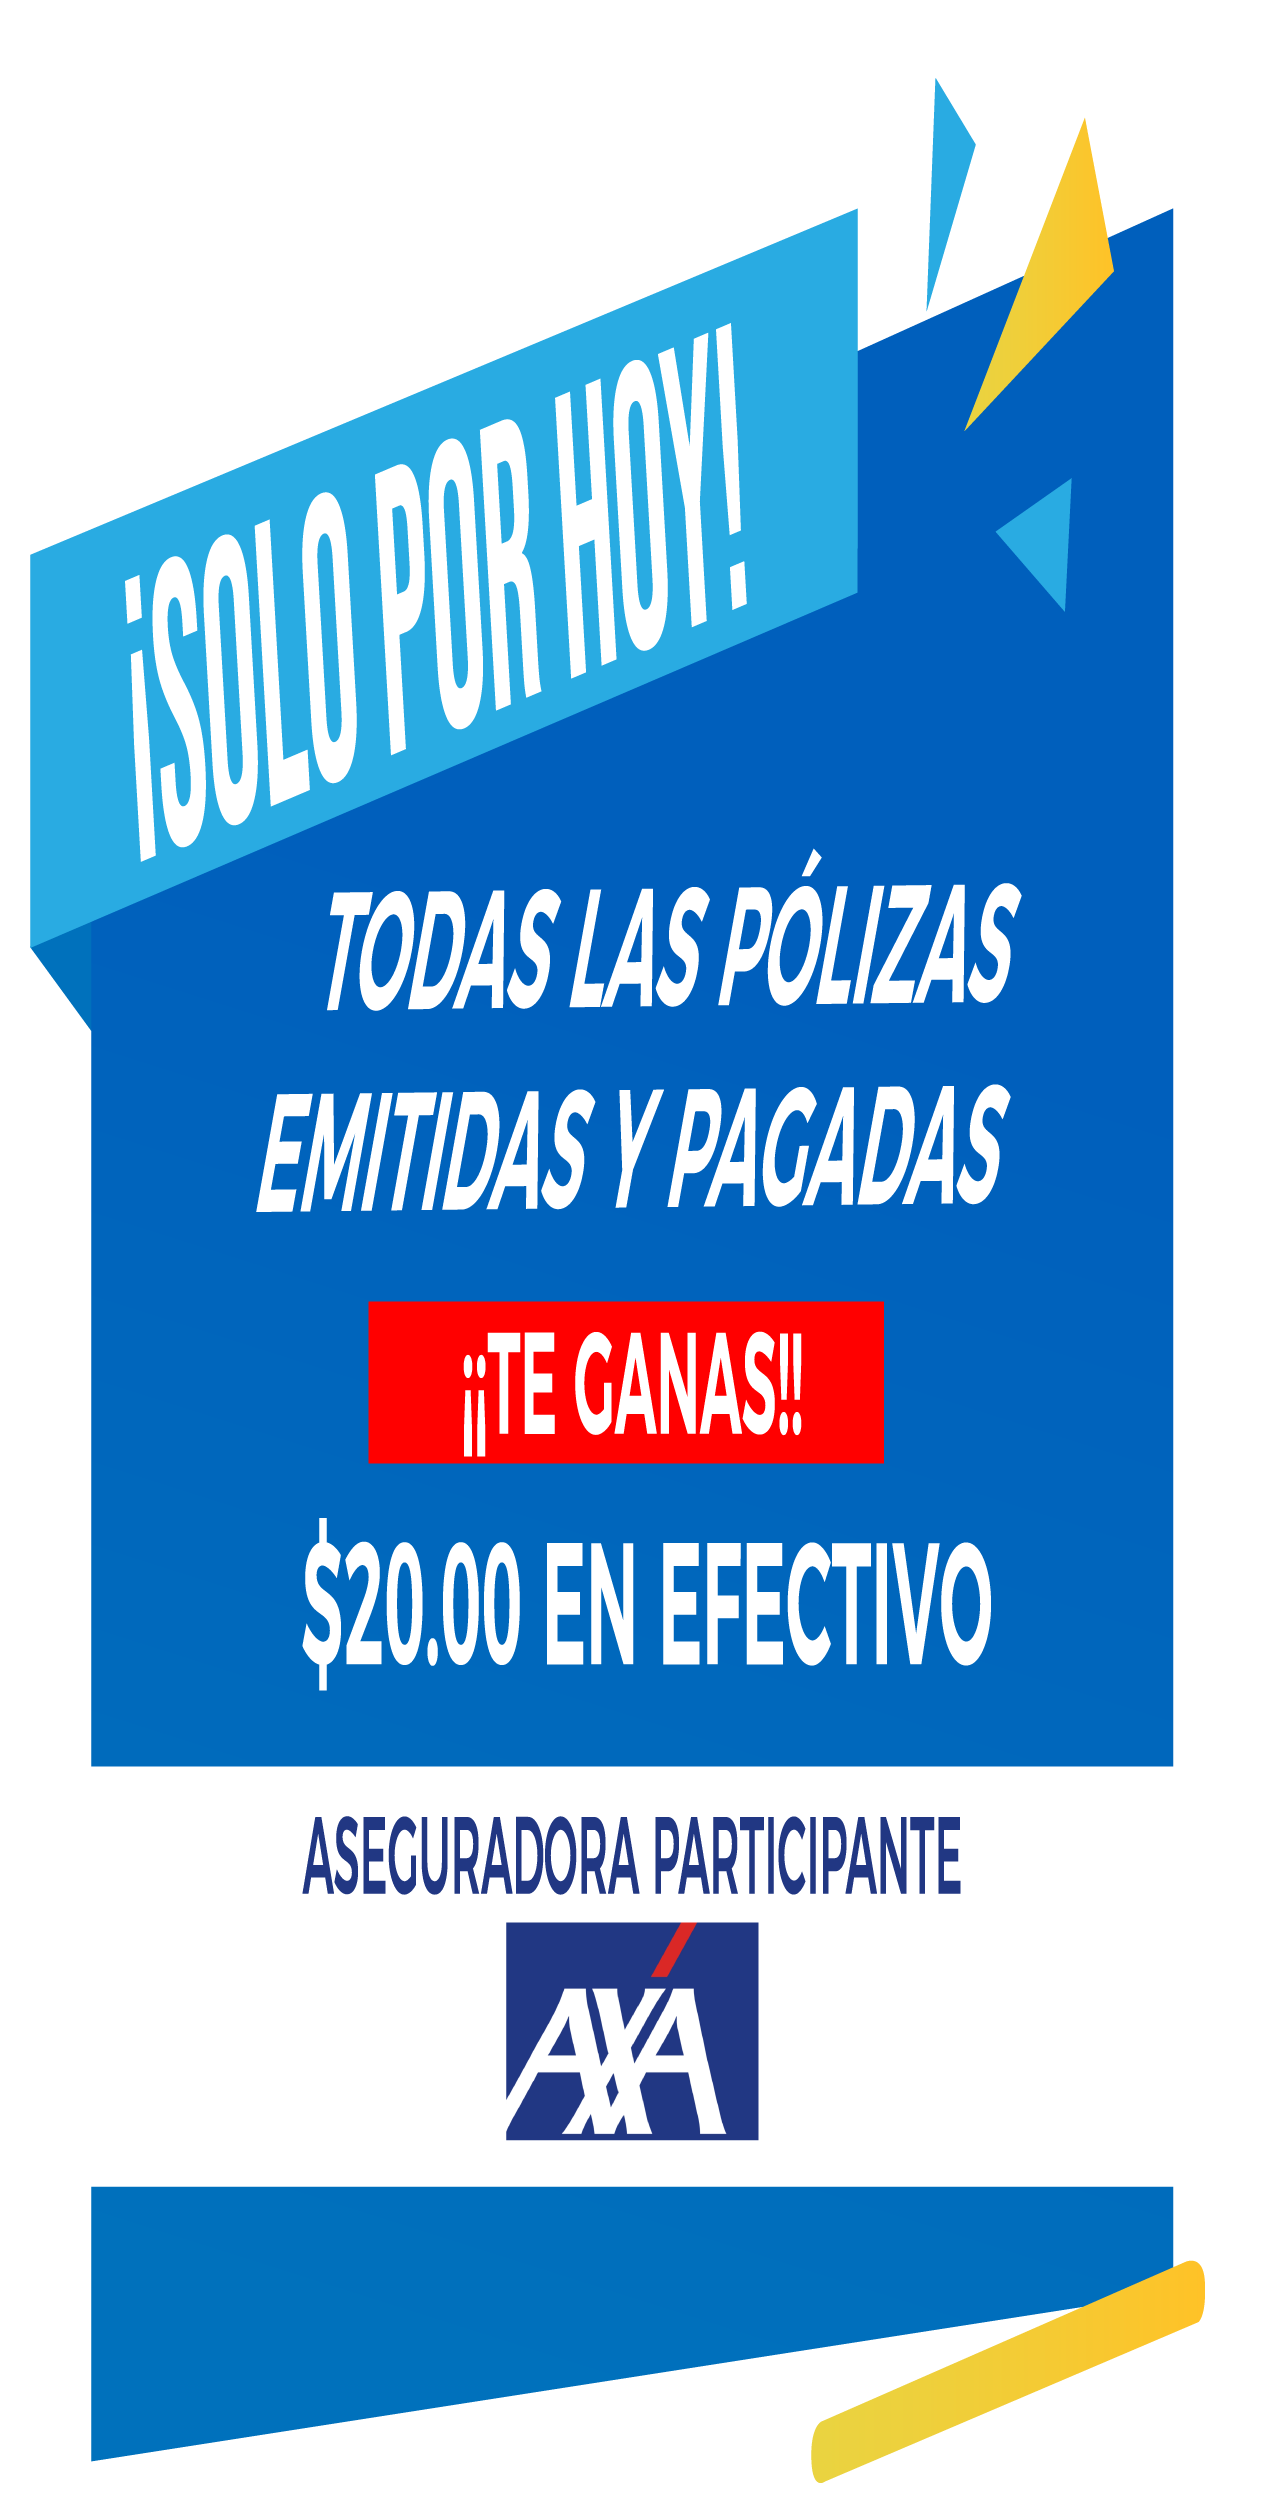 ¡SOLO POR HOY!
TODAS LAS PÓLIZAS
EMITIDAS Y PAGADAS
¡¡TE GANAS!!
$20.00 EN EFECTIVO
ASEGURADORA PARTICIPANTE
AXA